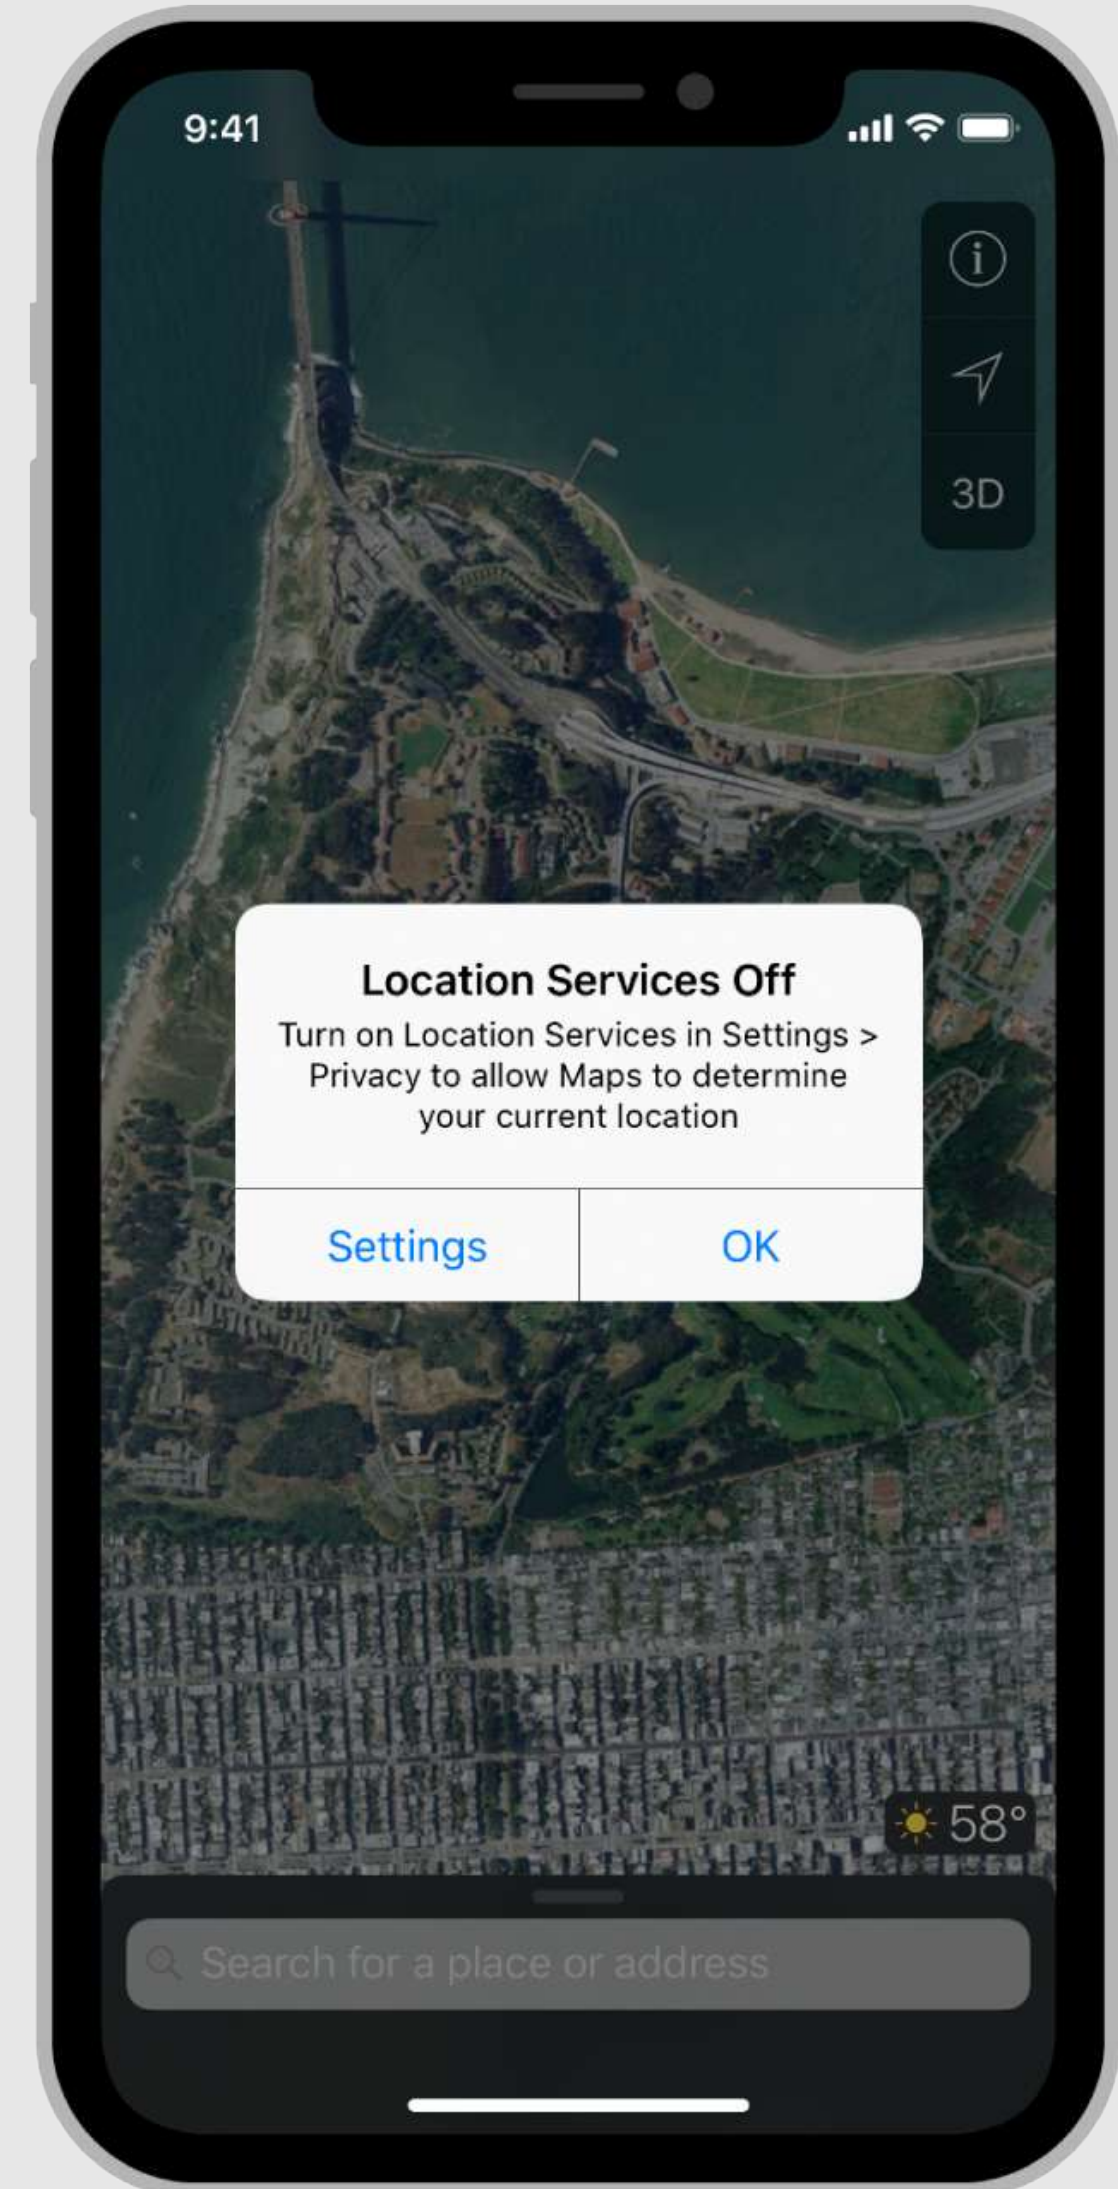 9:41
3D
Location Services Off
Turn on Location Services in Settings >
Privacy to allow Maps to determine
your current location
Settings
OK
58°
Search for a place or address